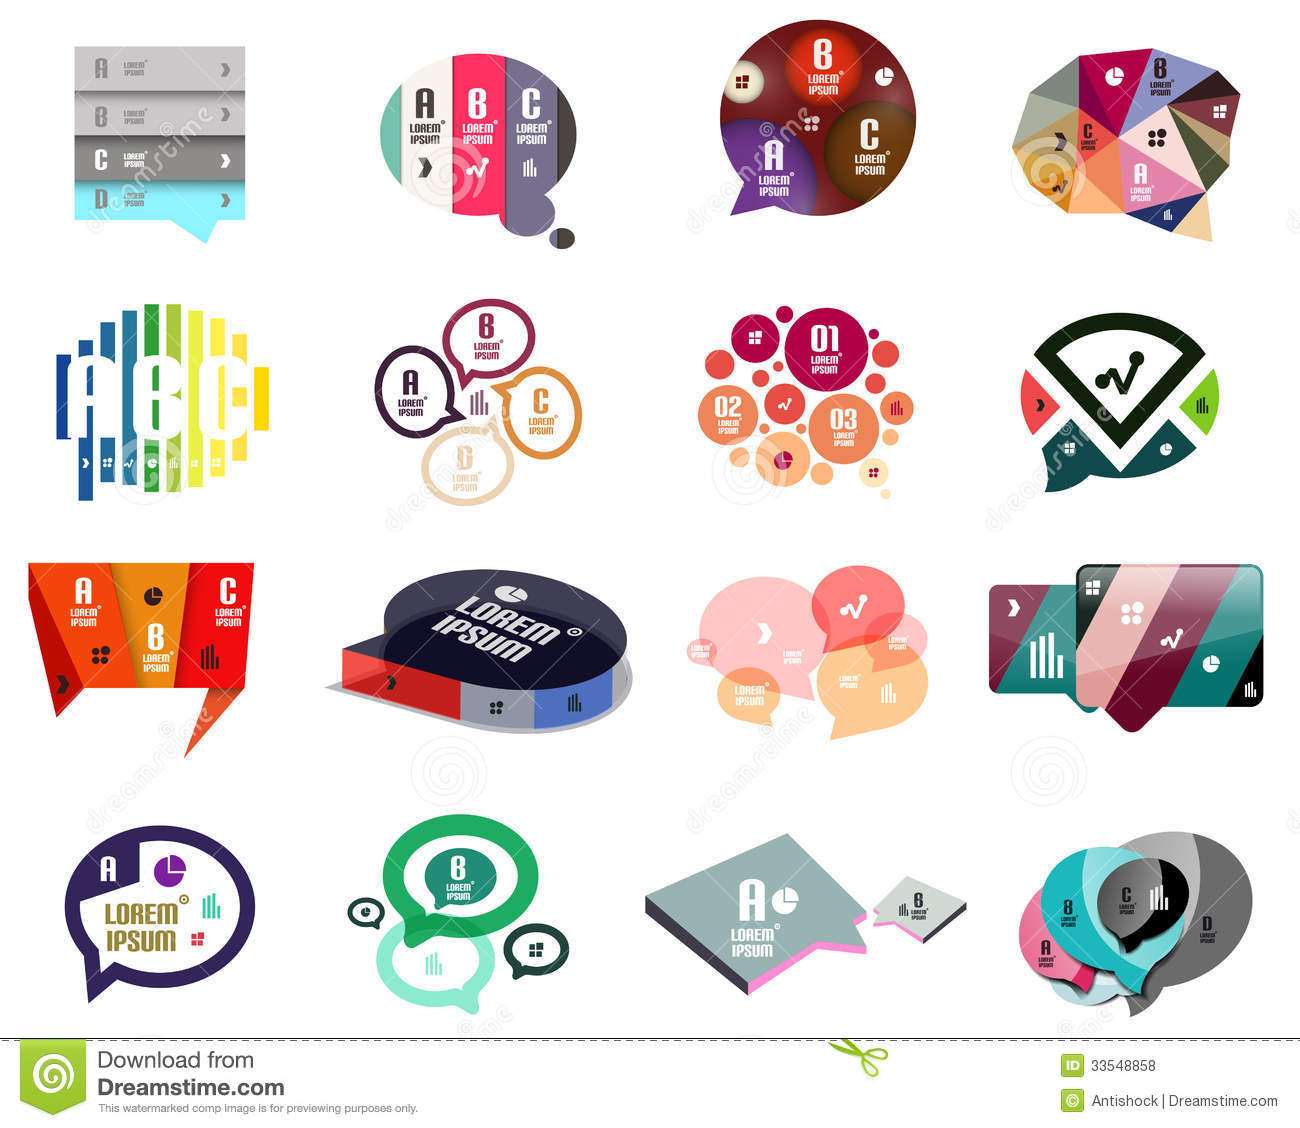 A LOREM IPSUM
B LOREM IPSUM
C LOREM IPSUM
D LOREM IPSUM
A B C
LOREM LOREM LOREM
IPSUM IPSUM IPSUM
B
LOREM
IPSUM
A
LOREM
IPSUM
C
LOREM
IPSUM
B
LOREM
IPSUM
C
LOREM
IPSUM
A
LOREM
IPSUM
ABC
B
LOREM
IPSUM
A
LOREM
IPSUM
C
LOREM
IPSUM
LOREM
IPSUM
01
LOREM
IPSUM
02
LOREM
IPSUM
03
LOREM
IPSUM
A
LOREM
IPSUM
B
LOREM
IPSUM
C
LOREM
IPSUM
LOREM
IPSUM
LOREM
IPSUM
LOREM
IPSUM
LOREM
IPSUM
LOREM
IPSUM
LOREM
IPSUM
A
LOREM
IPSUM
B
LOREM
IPSUM
A
LOREM
IPSUM
B
LOREM
IPSUM
A
LOREM
IPSUM
B
LOREM
IPSUM
C
LOREM
IPSUM
D
LOREM
IPSUM
dreamstime
Download from
Dreamstime.com
This watermarked comp image is for previewing purposes only.
ID 33548858
© Antishock | Dreamstime.com